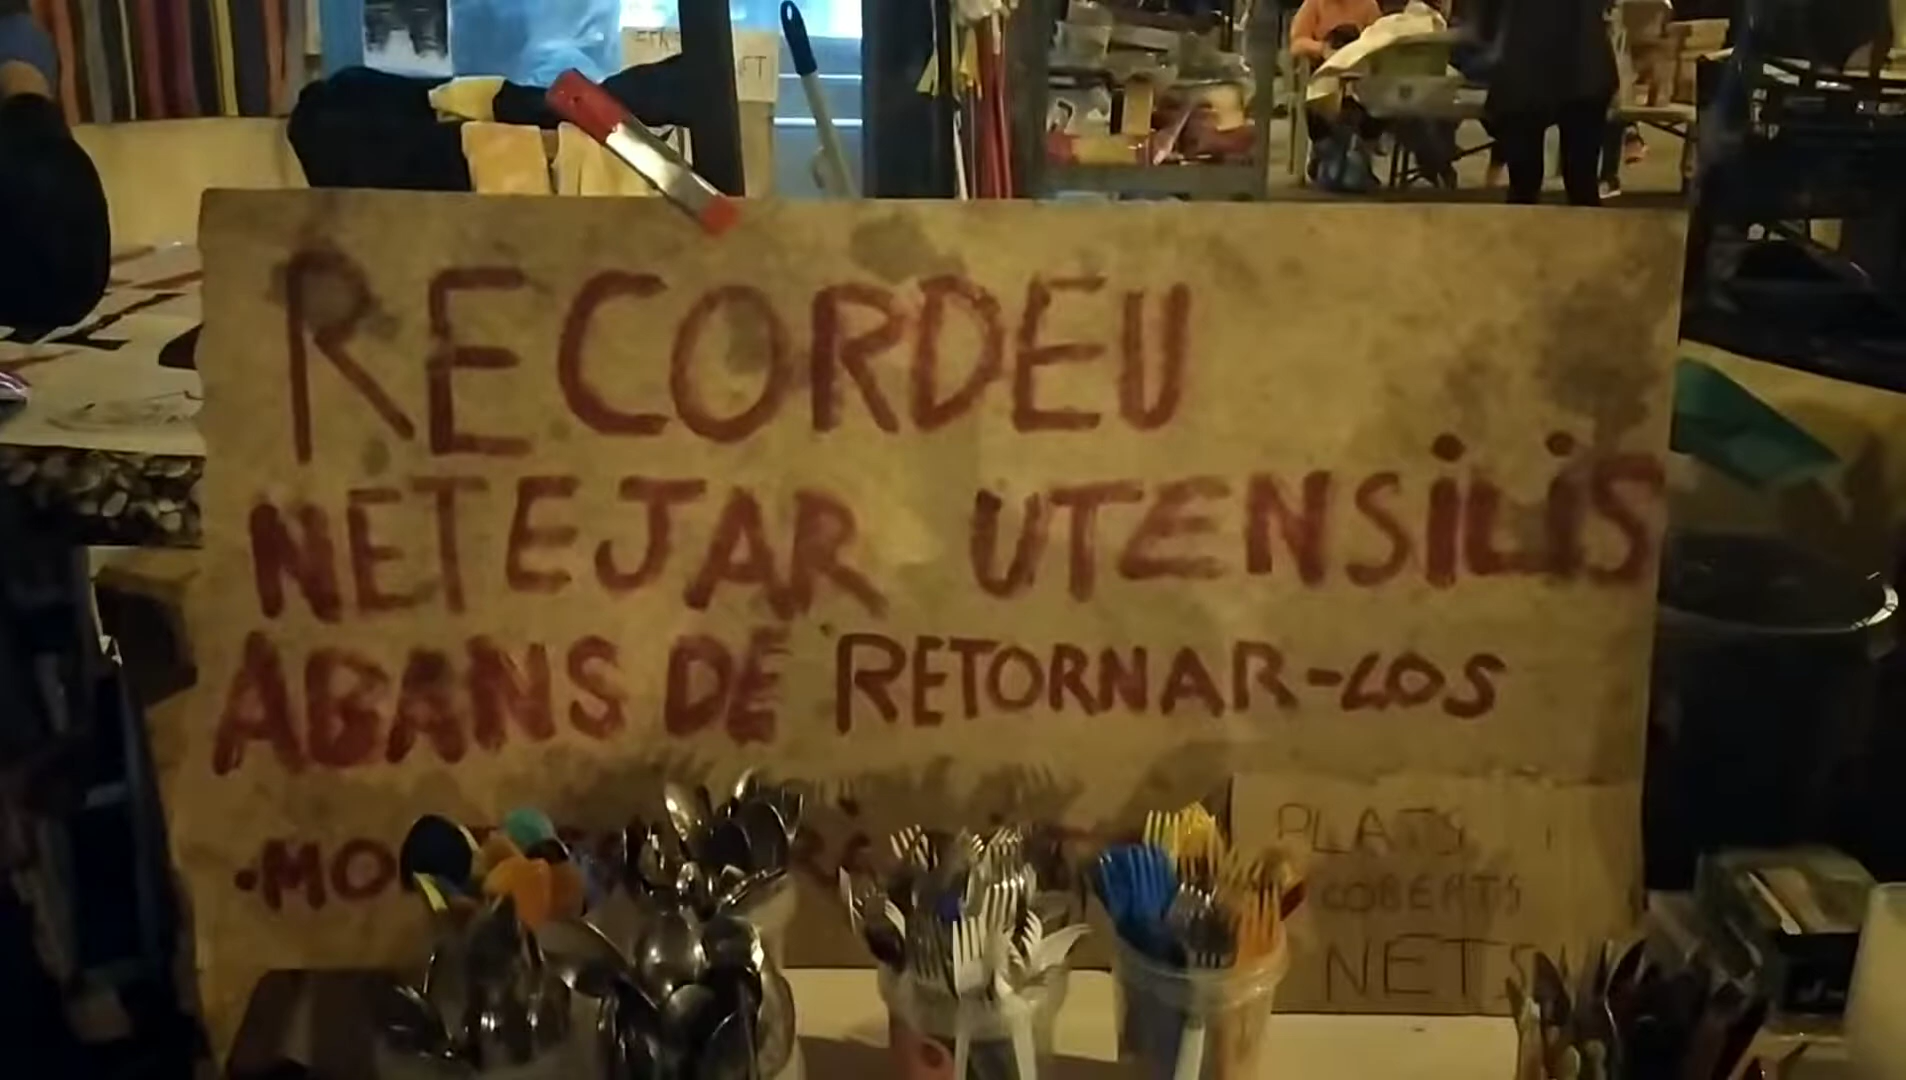 RECORDEU
NETEJAR UTENSILIS
ABANS DE RETORNAR-LOS
PLATS I
COBERTS
NETS